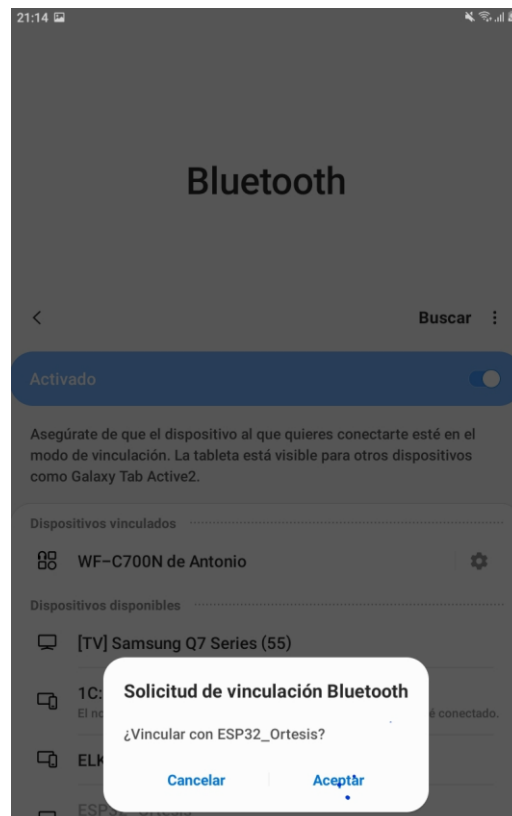 21:14
Bluetooth
Buscar
Activado
Asegúrate de que el dispositivo al que quieres conectarte esté en el
modo de vinculación. La tableta está visible para otros dispositivos
como Galaxy Tab Active2.
Dispositivos vinculados
WF-C700N de Antonio
Dispositivos disponibles
[TV] Samsung Q7 Series (55)
1C:
conectado.
Solicitud de vinculación Bluetooth
¿Vincular con ESP32_Ortesis?
ELK
Cancelar
Aceptar
ESP32_Ortesis